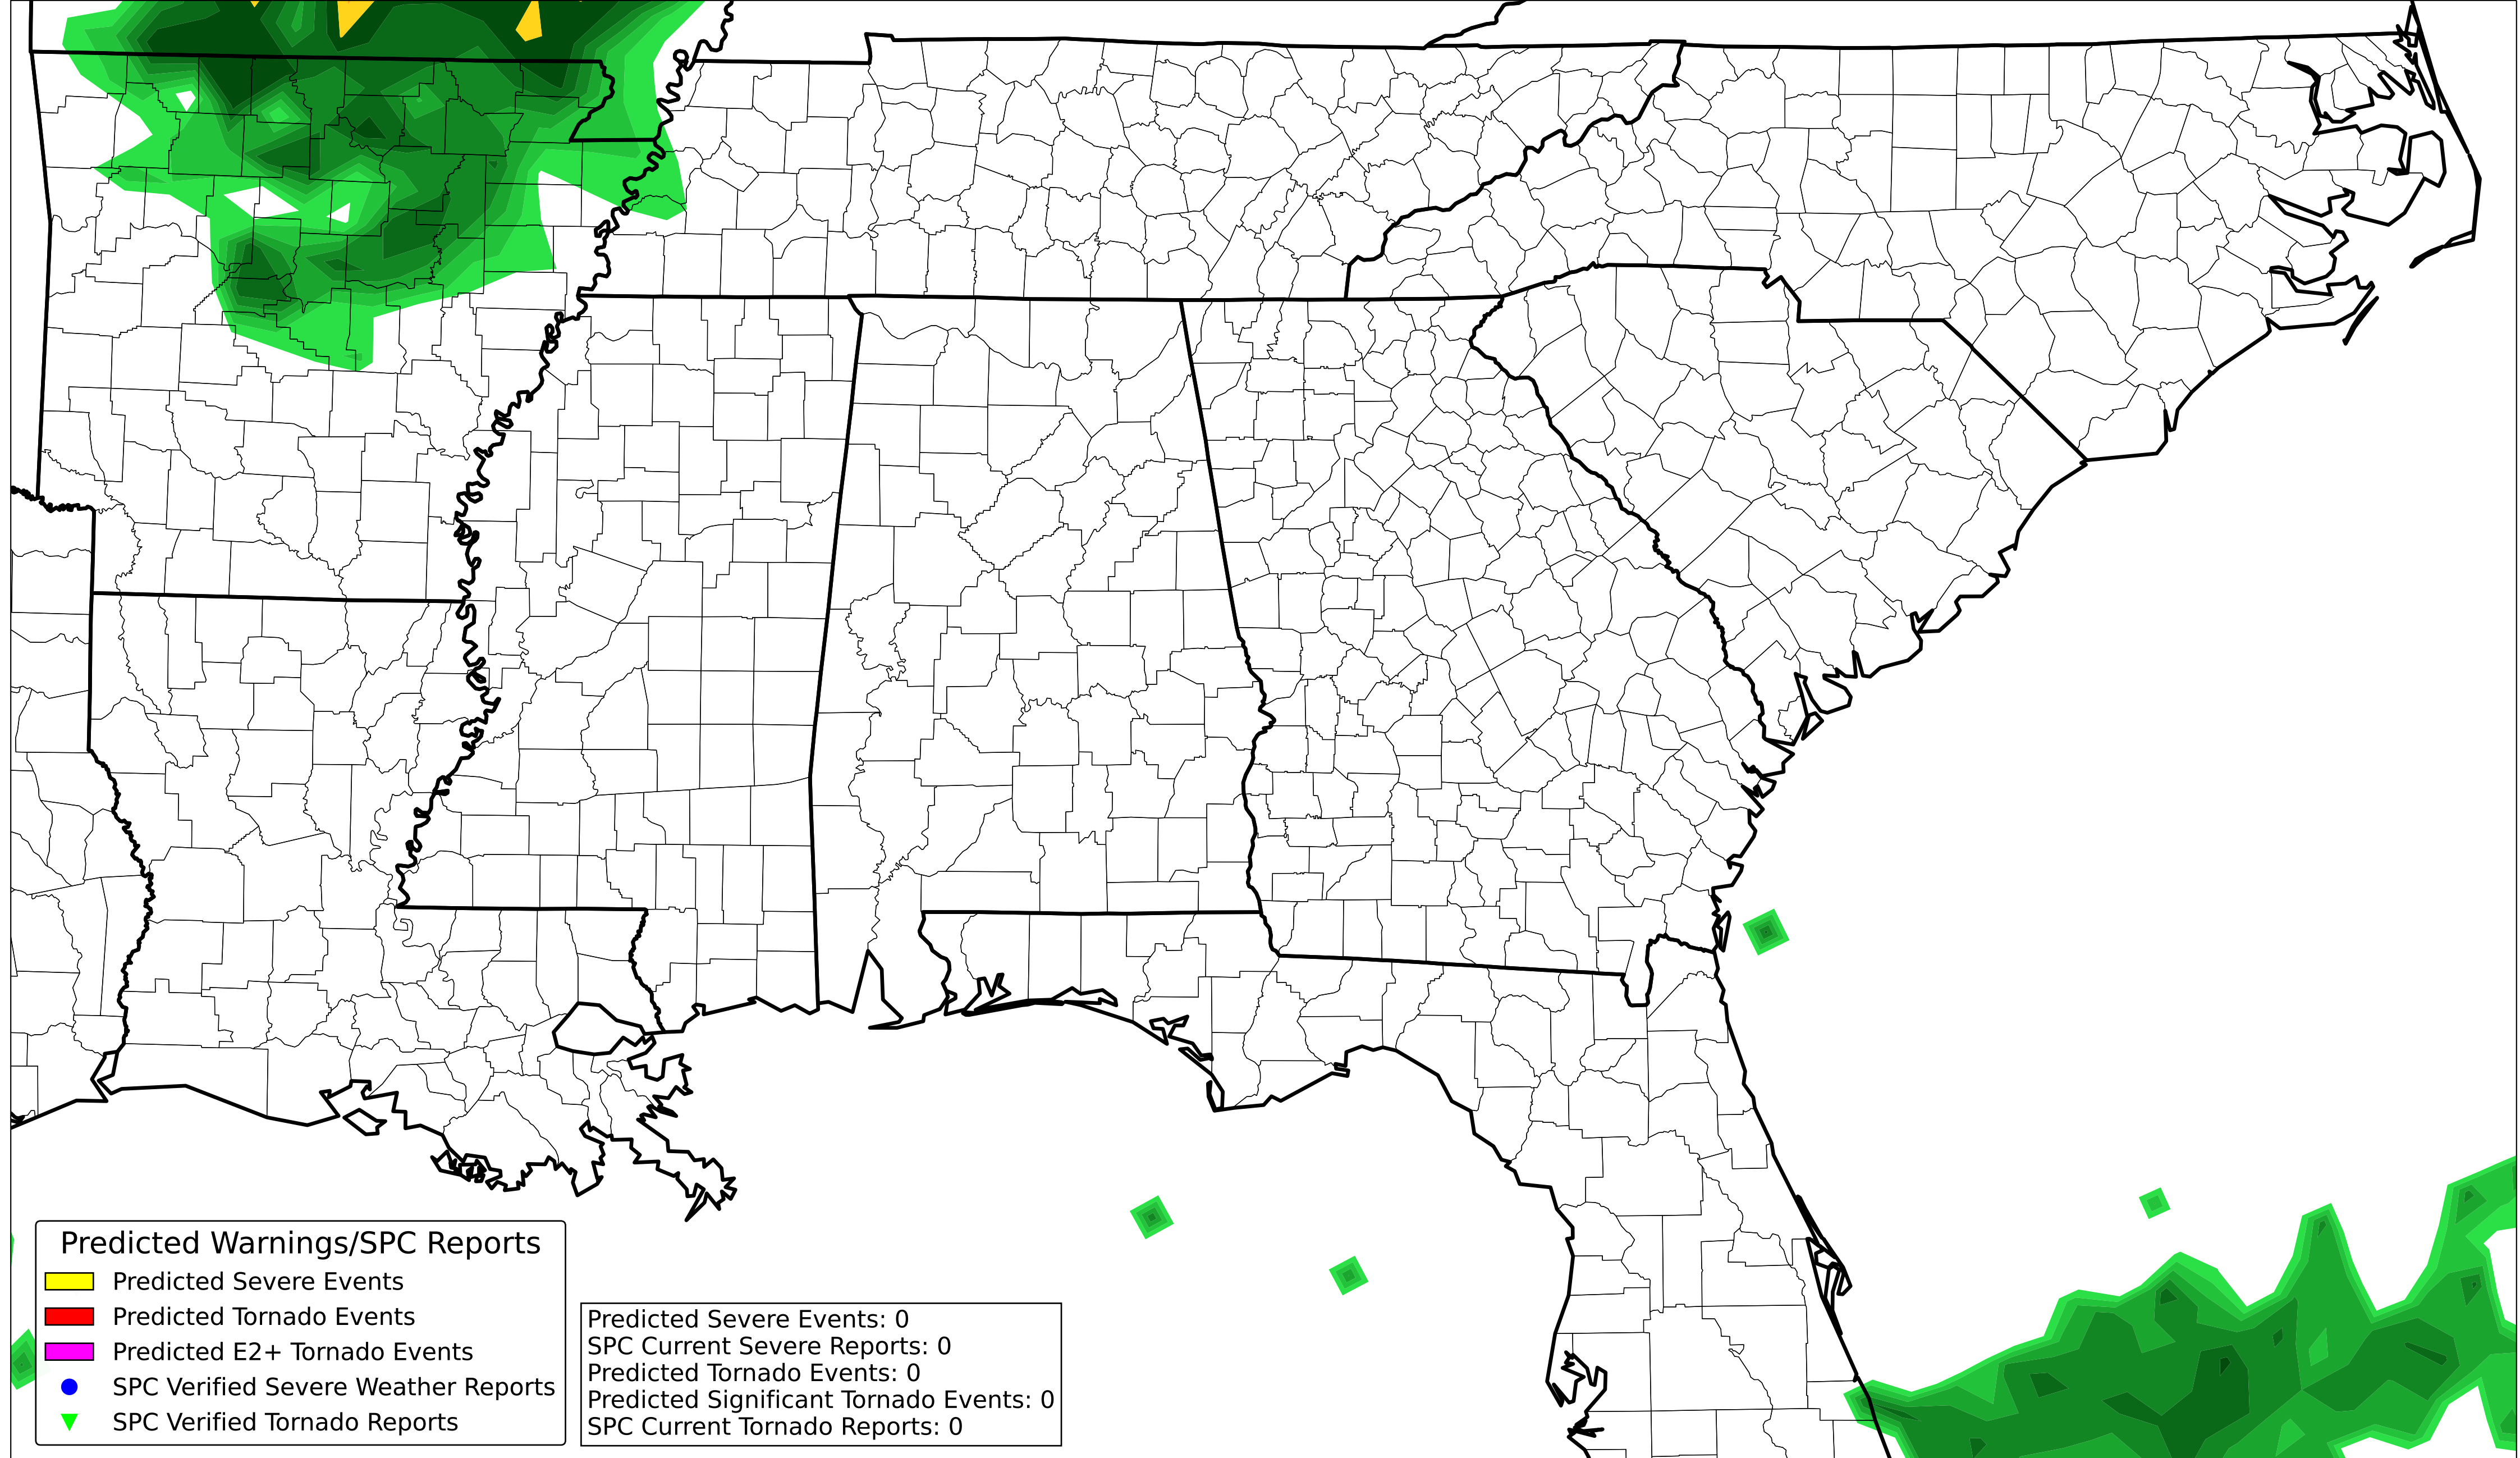 Predicted Warnings/SPC Reports
Predicted Severe Events
Predicted Tornado Events
Predicted E2+ Tornado Events
SPC Verified Severe Weather Reports
SPC Verified Tornado Reports
Predicted Severe Events: 0
SPC Current Severe Reports: 0
Predicted Tornado Events: 0
Predicted Significant Tornado Events: 0
SPC Current Tornado Reports: 0